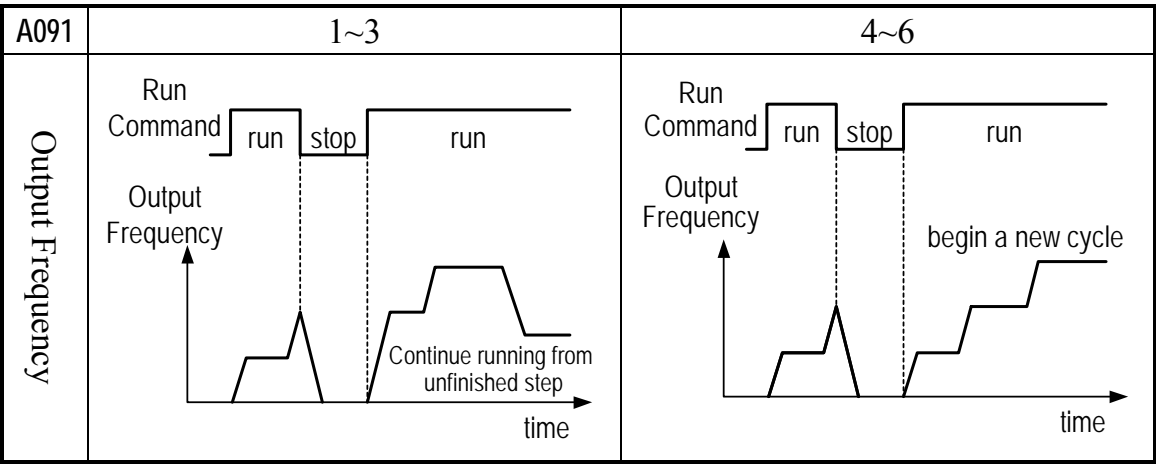 A091
1~3
4~6
Output Frequency
Run
Command
run
stop
run
Output
Frequency
Continue running from
unfinished step
time
Run
Command
run
stop
run
Output
Frequency
begin a new cycle
time